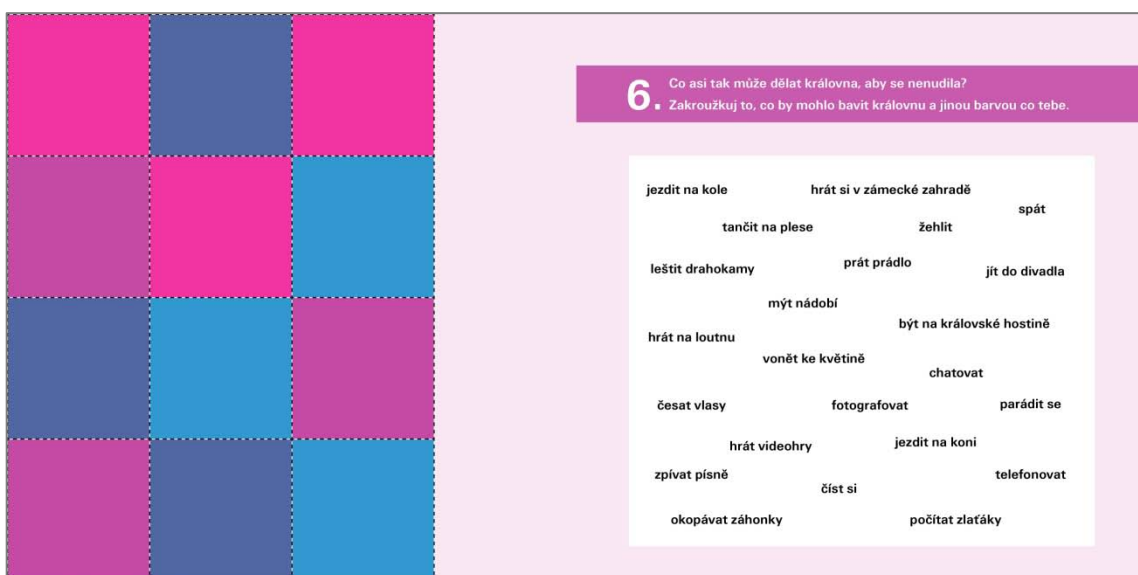 6.
Co asi tak může dělat královna, aby se nenudila?
Zakroužkuj to, co by mohlo bavit královnu a jinou barvou co tebe.
jezdit na kole
hrát si v zámecké zahradě
spát
tančit na plese
žehlit
leštit drahokamy
prát prádlo
jít do divadla
mýt nádobí
být na královské hostině
hrát na loutnu
vonět ke květině
chatovat
česat vlasy
fotografovat
parádit se
hrát videohry
jezdit na koni
zpívat písně
číst si
telefonovat
okopávat záhonky
počítat zlaťáky